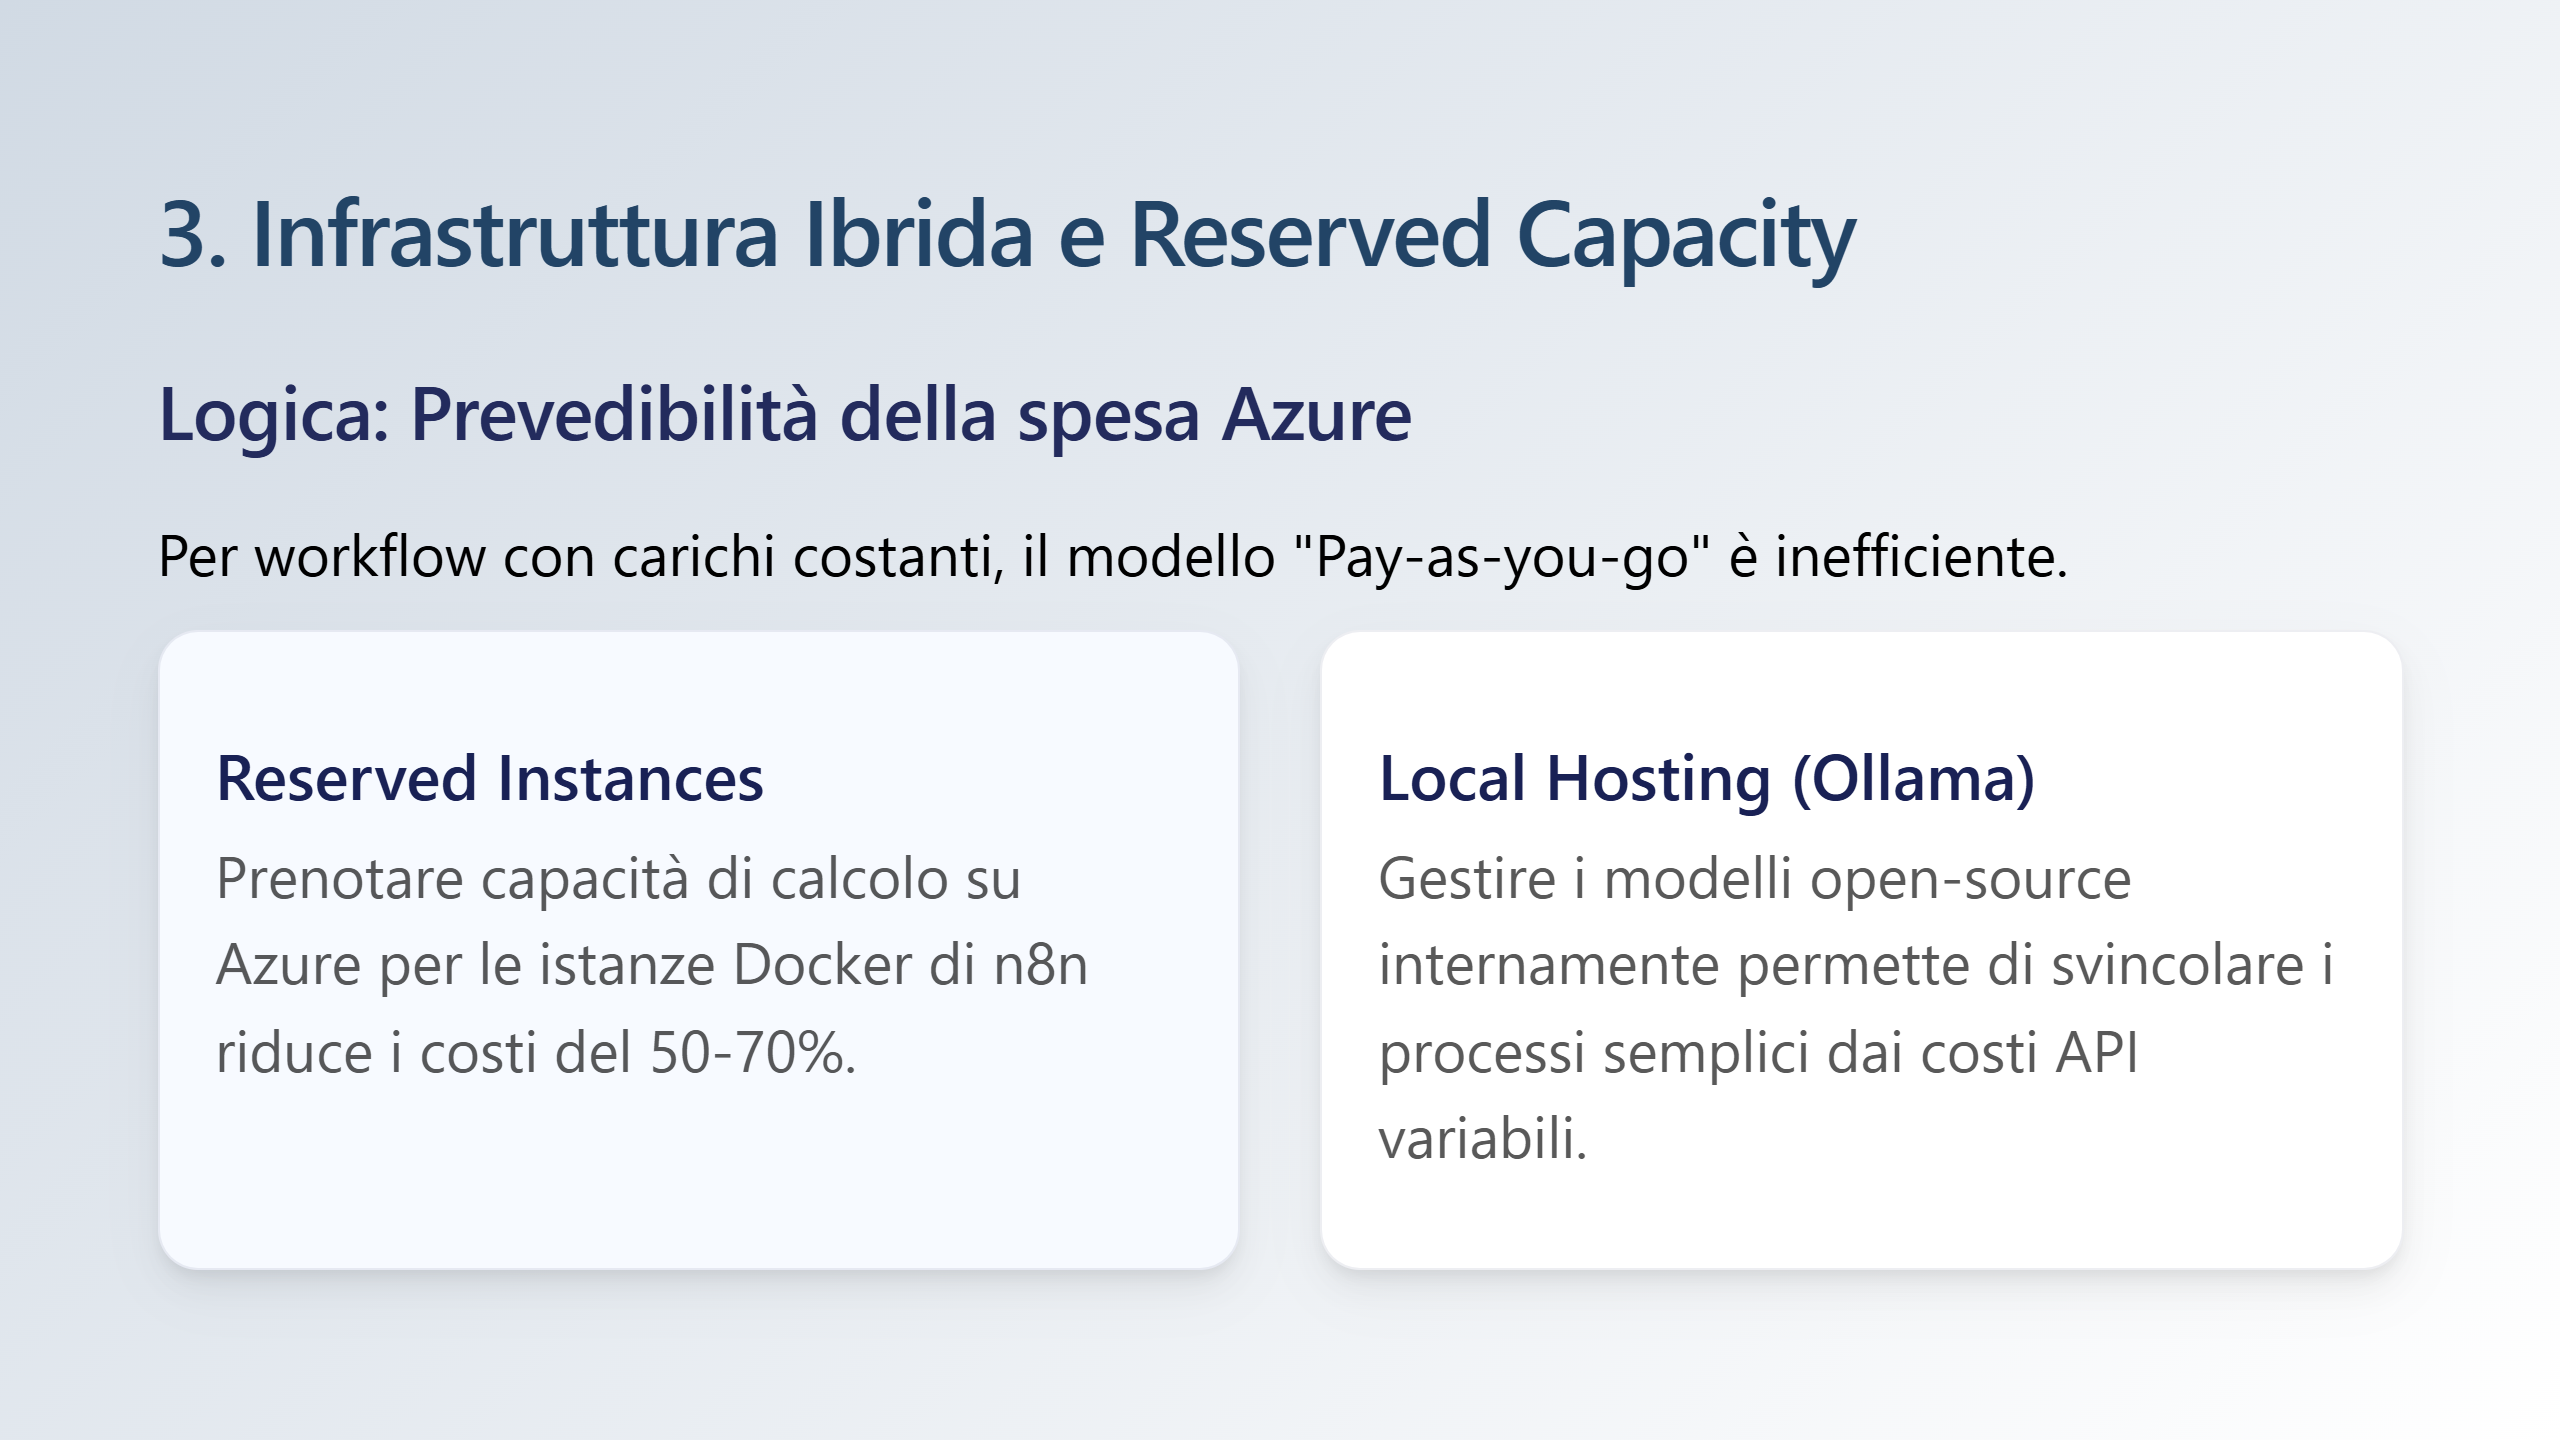 3. Infrastruttura Ibrida e Reserved Capacity
Logica: Prevedibilità della spesa Azure
Per workflow con carichi costanti, il modello "Pay-as-you-go" è inefficiente.
Reserved Instances
Prenotare capacità di calcolo su
Azure per le istanze Docker di n8n
riduce i costi del 50-70%.
Local Hosting (Ollama)
Gestire i modelli open-source
internamente permette di svincolare i
processi semplici dai costi API
variabili.